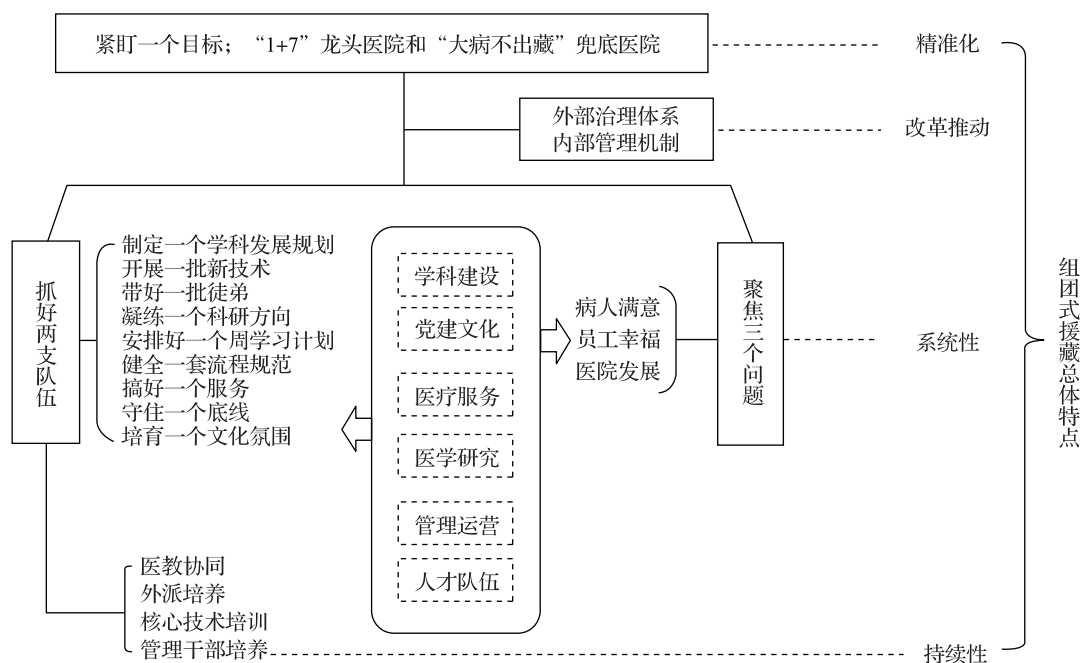 紧盯一个目标；“1+7”龙头医院和“大病不出藏”兜底医院
精准化
外部治理体系
内部管理机制
改革推动
抓好两支队伍
制定一个学科发展规划
开展一批新技术
带好一批徒弟
凝练一个科研方向
安排好一个周学习计划
健全一套流程规范
搞好一个服务
守住一个底线
培育一个文化氛围
学科建设
党建文化
医疗服务
医学研究
管理运营
人才队伍
病人满意
员工幸福
医院发展
聚焦三个问题
系统性
组团式援藏总体特点
医教协同
外派培养
核心技术培训
管理干部培养
持续性